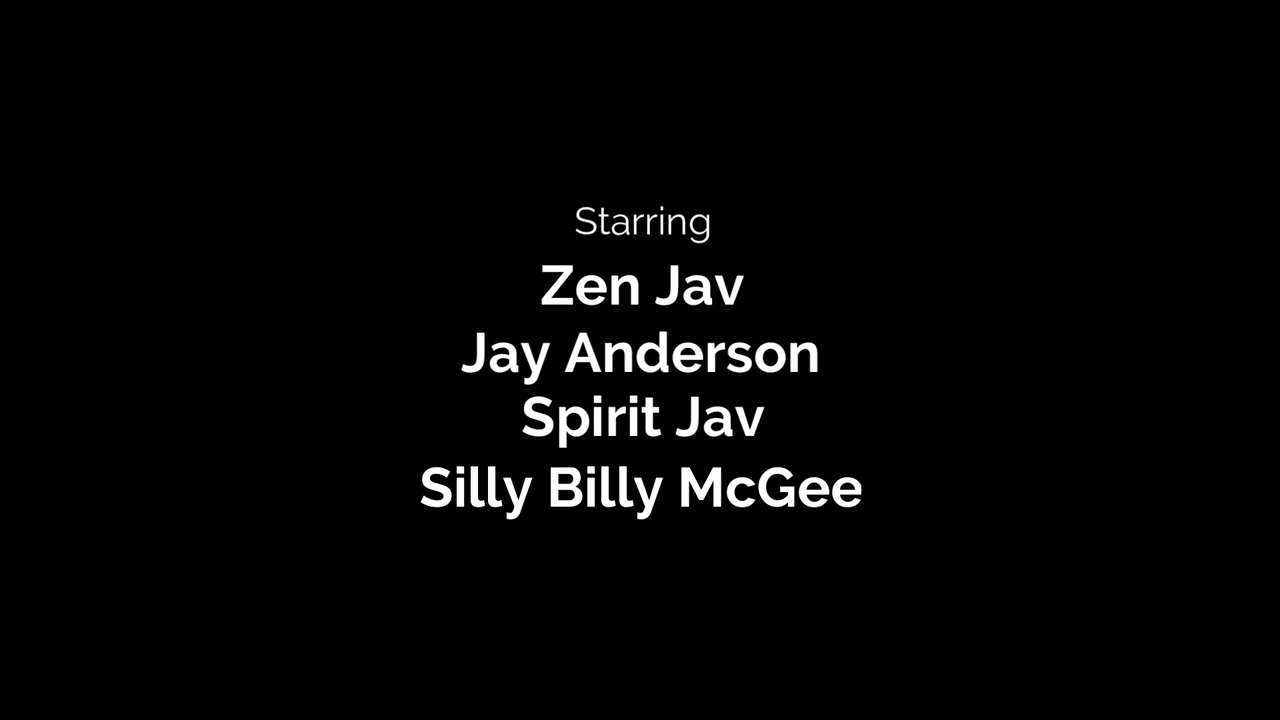 Starring
Zen Jav
Jay Anderson
Spirit Jav
Silly Billy McGee